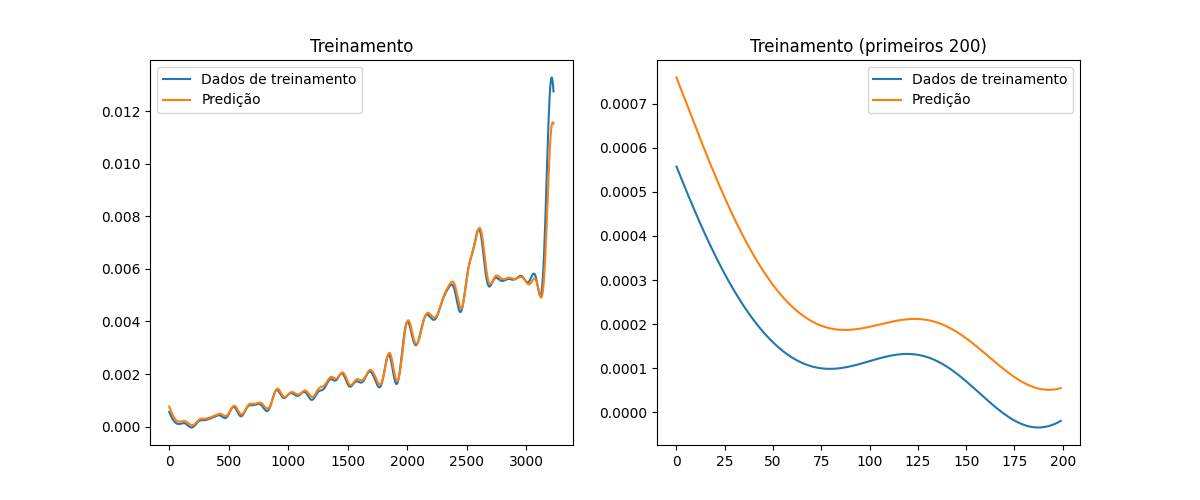 Treinamento
Dados de treinamento
Predição
0.012
0.010
0.008
0.006
0.004
0.002
0.000
0 500 1000 1500 2000 2500 3000
Treinamento (primeiros 200)
Dados de treinamento
Predição
0.0007
0.0006
0.0005
0.0004
0.0003
0.0002
0.0001
0.0000
0 25 50 75 100 125 150 175 200